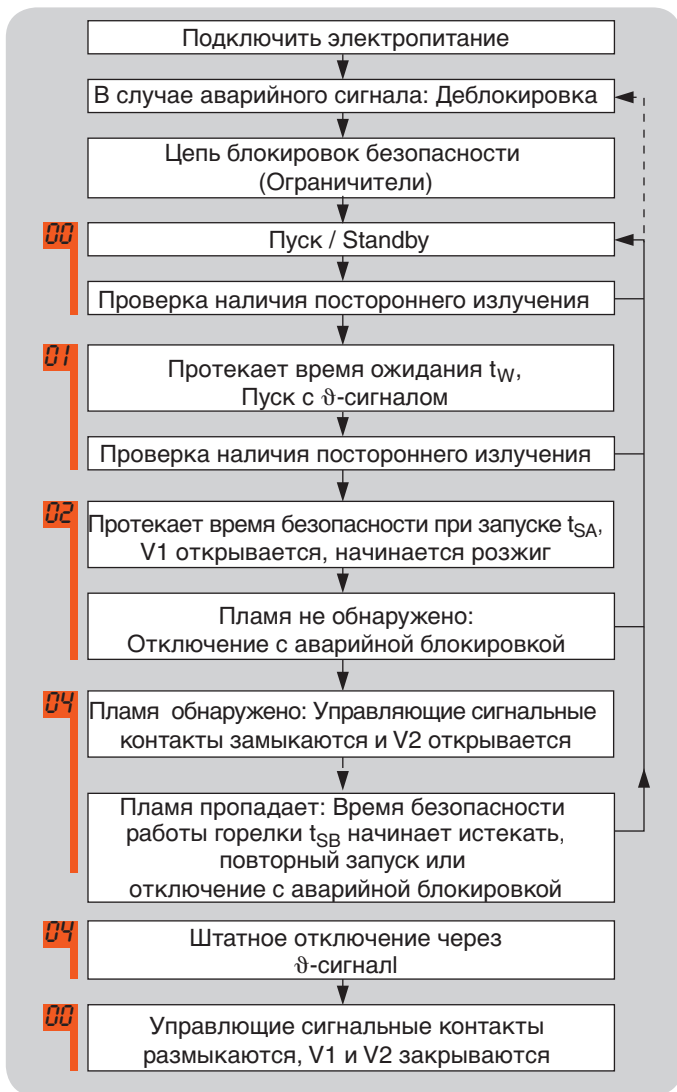 Подключить электропитание
В случае аварийного сигнала: Деблокировка
Цепь блокировок безопасности
(Ограничители)
00
Пуск / Standby
Проверка наличия постороннего излучения
01
Протекает время ожидания tW,
Пуск с ϑ-сигналом
Проверка наличия постороннего излучения
02
Протекает время безопасности при запуске tSA,
V1 открывается, начинается розжиг
Пламя не обнаружено:
Отключение с аварийной блокировкой
04
Пламя обнаружено: Управляющие сигнальные
контакты замыкаются и V2 открывается
Пламя пропадает: Время безопасности
работы горелки tSB начинает истекать,
повторный запуск или
отключение с аварийной блокировкой
04
Штатное отключение через
ϑ-сигналl
00
Управлющие сигнальные контакты
размыкаются, V1 и V2 закрываются